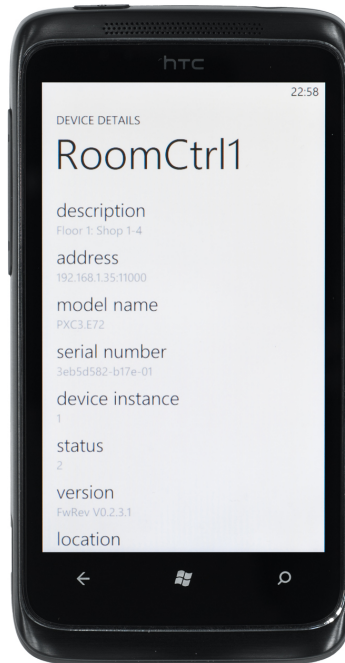 hTC
22:58
DEVICE DETAILS
RoomCtrl1
description
Floor 1: Shop 1-4
address
192.168.1.35:11000
model name
PXC3.E72
serial number
3eb5d582-b17e-01
device instance
1
status
2
version
FwRev V0.2.3.1
location